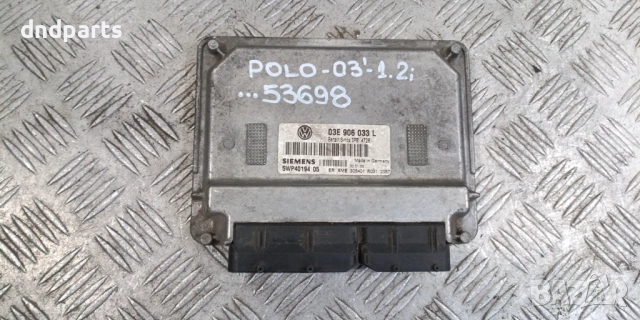 dndparts
POLO-03'-1.2i
...53698
03E 906 033 L
SIEMENS
Made in Germany
5WP40194 05